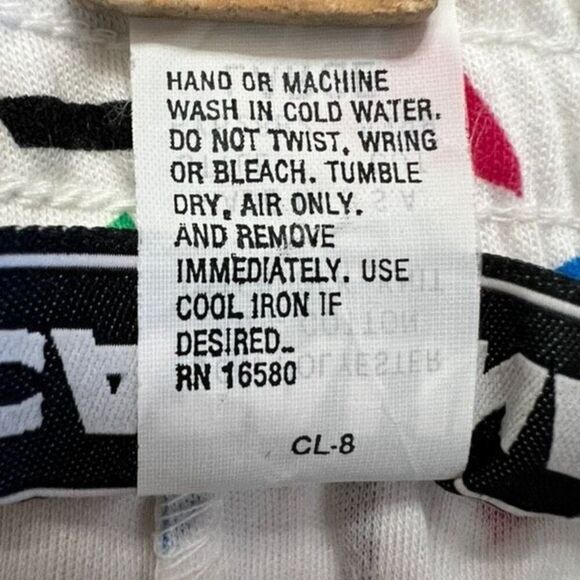 HAND OR MACHINE
WASH IN COLD WATER.
DO NOT TWIST, WRING
OR BLEACH. TUMBLE
DRY, AIR ONLY.
AND REMOVE
IMMEDIATELY. USE
COOL IRON IF
DESIRED.
RN 16580
CL-8